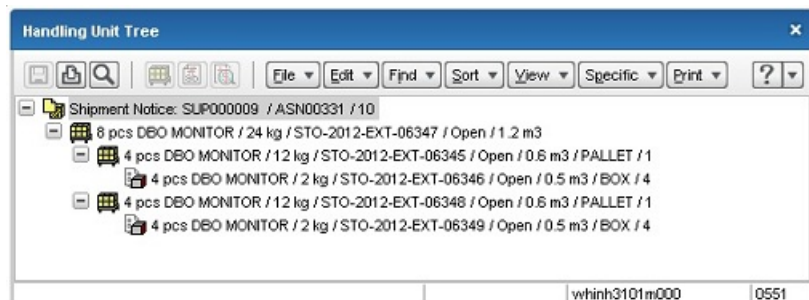 Handling Unit Tree
File Edit Find Sort View Specific Print ?
Shipment Notice: SUP000009 / ASN00331 / 10
8 pcs DBO MONITOR / 24 kg / STO-2012-EXT-06347 / Open / 1.2 m3
4 pcs DBO MONITOR / 12 kg / STO-2012-EXT-06345 / Open / 0.6 m3 / PALLET / 1
4 pcs DBO MONITOR / 2 kg / STO-2012-EXT-06346 / Open / 0.5 m3 / BOX / 4
4 pcs DBO MONITOR / 12 kg / STO-2012-EXT-06348 / Open / 0.6 m3 / PALLET / 1
4 pcs DBO MONITOR / 2 kg / STO-2012-EXT-06349 / Open / 0.5 m3 / BOX / 4
whinh3101m000 0551